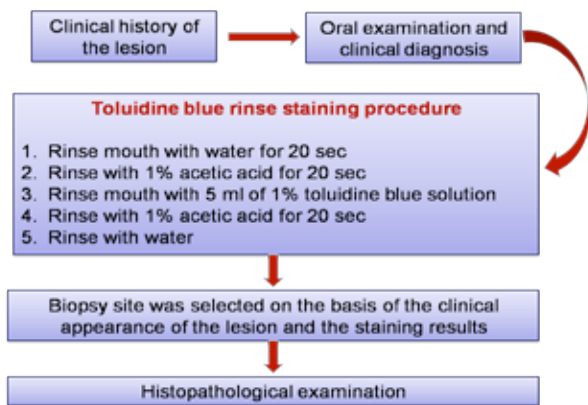 Clinical history of
the lesion
Oral examination and
clinical diagnosis
Toluidine blue rinse staining procedure
1. Rinse mouth with water for 20 sec
2. Rinse with 1% acetic acid for 20 sec
3. Rinse mouth with 5 ml of 1% toluidine blue solution
4. Rinse with 1% acetic acid for 20 sec
5. Rinse with water
Biopsy site was selected on the basis of the clinical
appearance of the lesion and the staining results
Histopathological examination